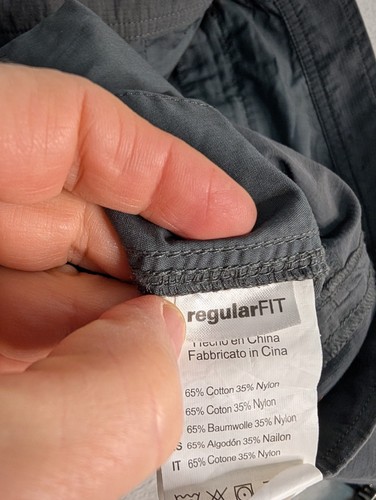 regularFIT
Hecho en China
Fabbricato in Cina
65% Cotton 35% Nylon
65% Coton 35% Nylon
65% Baumwolle 35% Nylon
S 65% Algodón 35% Nailon
IT 65% Cotone 35% Nylon